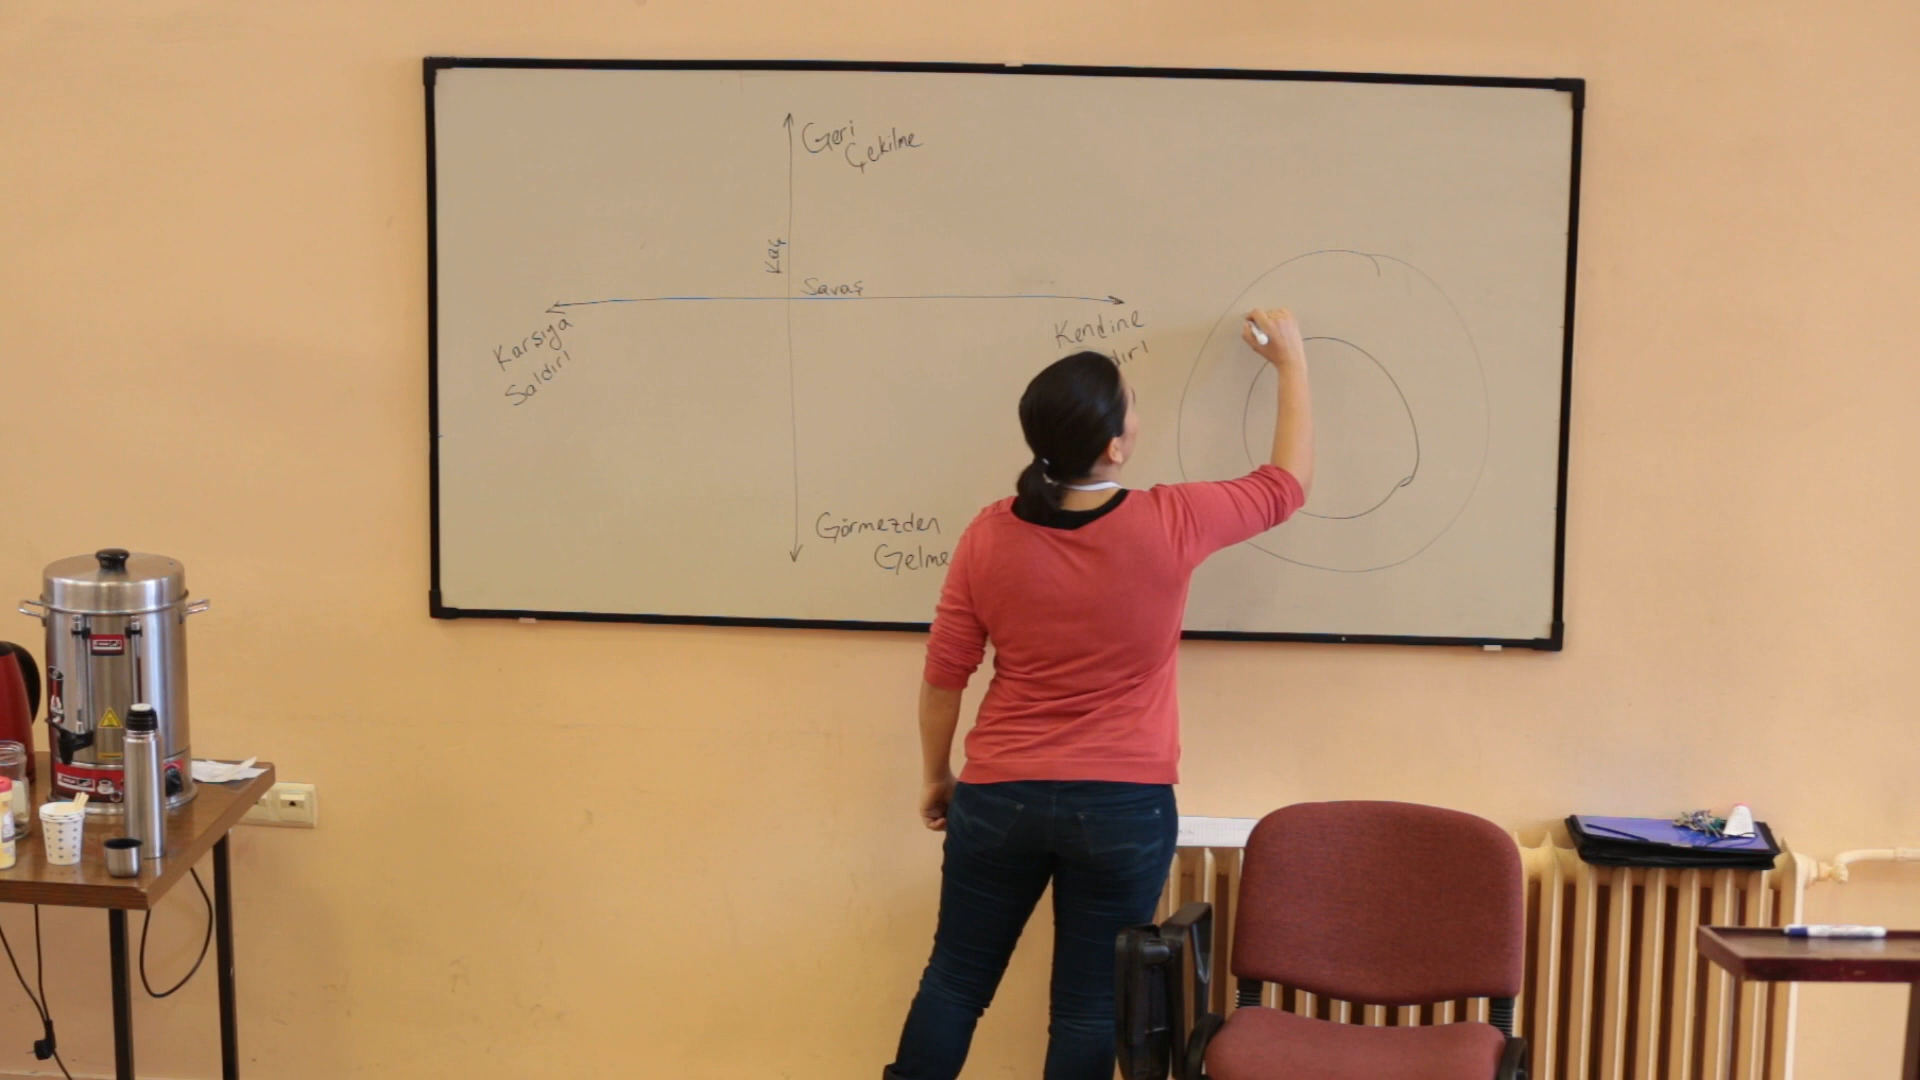 Geri
Çekilme
Kaç
Savaş
Karşıya
Saldırı
Kendine
Görmezden
Gelme